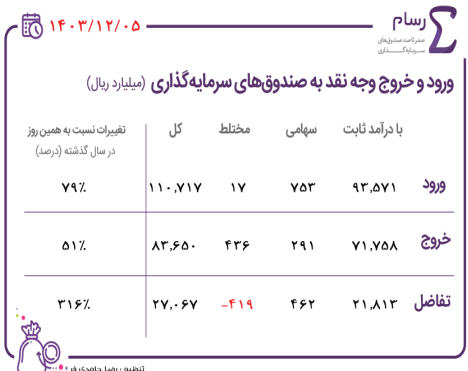 رسام
صفر تا صد صندوق‌های
سرمایه‌گذاری
۱۴۰۳/۱۲/۰۵
ورود و خروج وجه نقد به صندوق‌های سرمایه‌گذاری (میلیارد ریال)
با درآمد ثابت سهامی مختلط کل تغییرات نسبت به همین روز
در سال گذشته (درصد)
ورود ۹۳,۵۷۱ ۷۵۳ ۱۷ ۱۱۰,۷۱۷ ۷۹٪
خروج ۷۱,۷۵۸ ۲۹۱ ۴۳۶ ۸۳,۶۵۰ ۵۱٪
تفاضل ۲۱,۸۱۳ ۴۶۲ -۴۱۹ ۲۷,۰۶۷ ۳۱۶٪